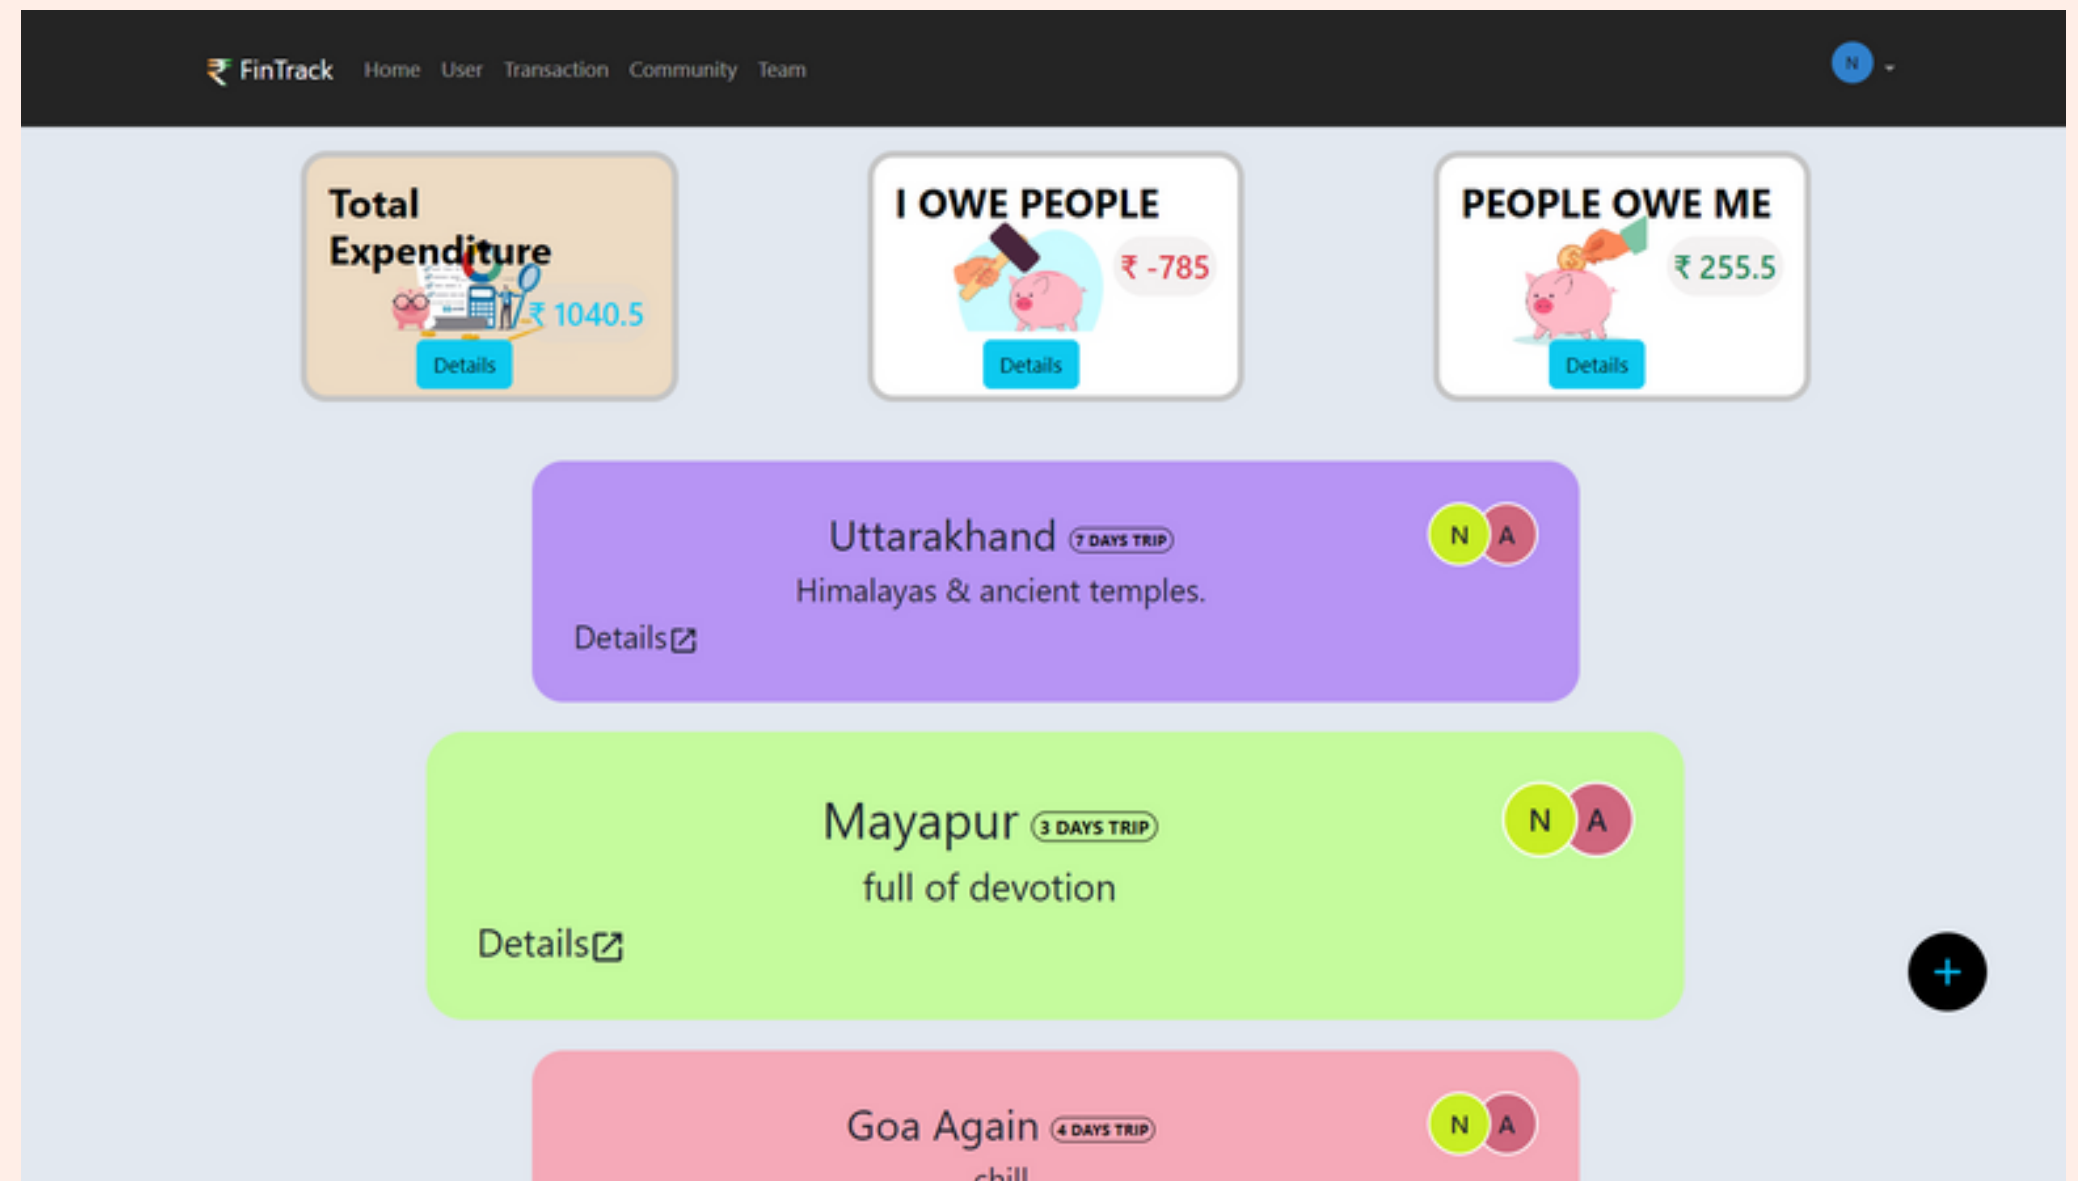 ₹ FinTrack Home User Transaction Community Team
N
Total
Expenditure
₹ 1040.5
Details
I OWE PEOPLE
₹ -785
Details
PEOPLE OWE ME
₹ 255.5
Details
Uttarakhand 7 DAYS TRIP
N A
Himalayas & ancient temples.
Details
Mayapur 3 DAYS TRIP
N A
full of devotion
Details
+
Goa Again 4 DAYS TRIP
N A
chill